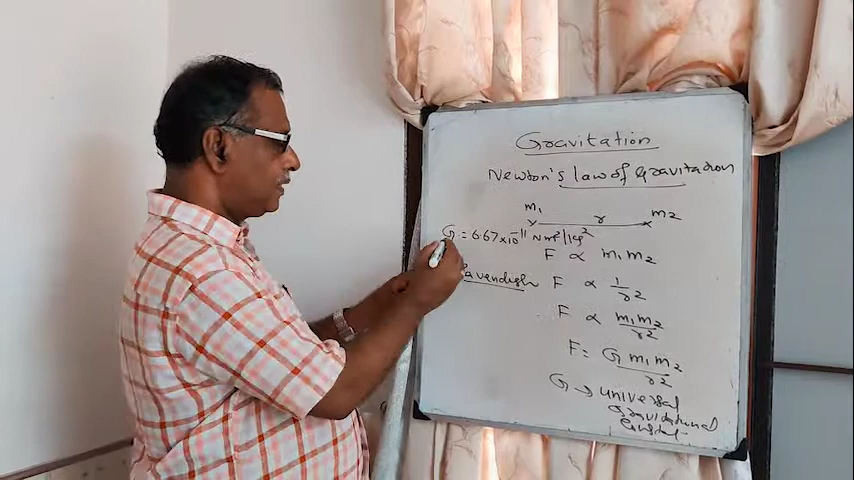 Gravitation
Newton's law of Gravitation
m₁ r m₂
G = 6.67 × 10⁻¹¹ Nm²/kg²
F ∝ m₁m₂
Cavendish
F ∝ 1/r²
F ∝ m₁m₂/r²
F = G m₁m₂/r²
G → universal
Gravitational
Constant